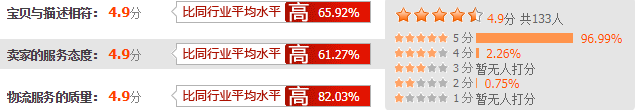 宝贝与描述相符： 4.9分 比同行业平均水平 高 65.92%
卖家的服务态度： 4.9分 比同行业平均水平 高 61.27%
物流服务的质量： 4.9分 比同行业平均水平 高 82.03%
4.9分 共133人
5 分 96.99%
4 分 2.26%
3 分 暂无人打分
2 分 0.75%
1 分 暂无人打分